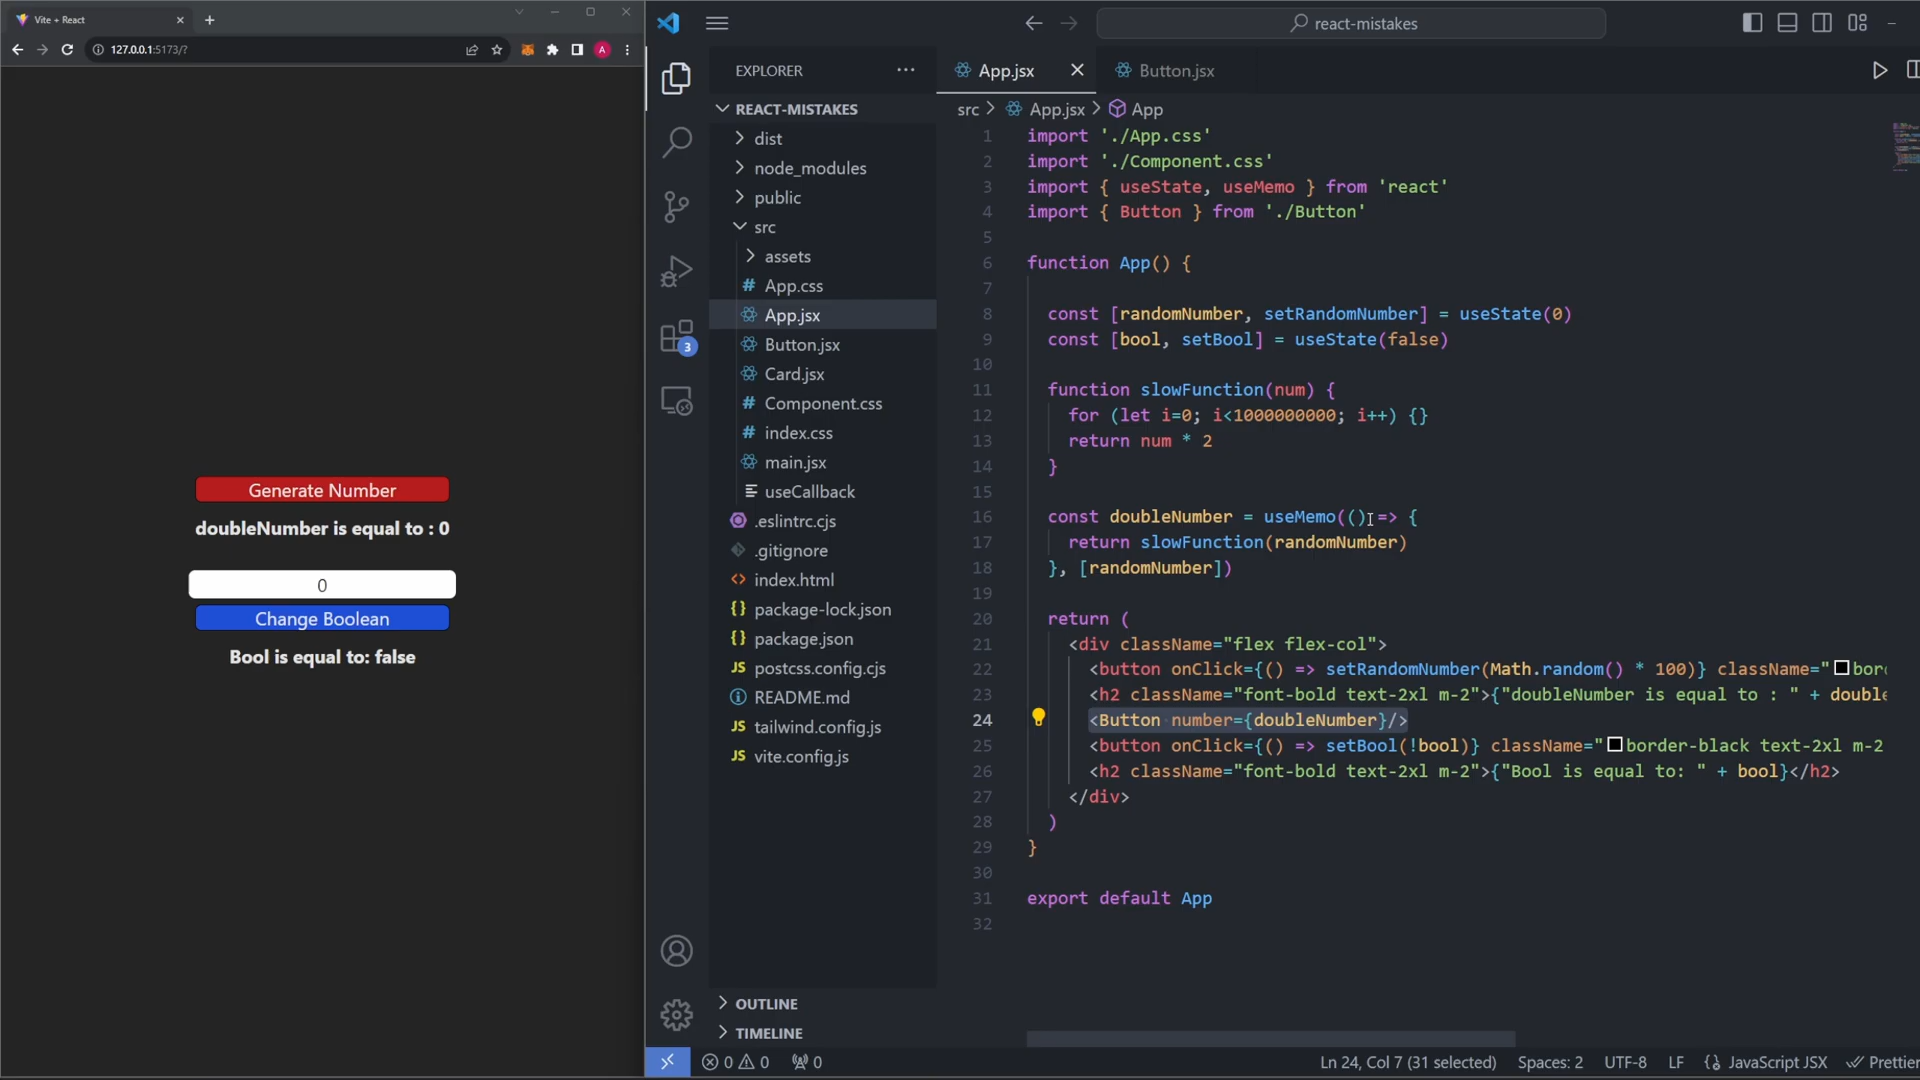 Vite + React
127.0.0.1:5173/?
A
Generate Number
doubleNumber is equal to : 0
0
Change Boolean
Bool is equal to: false
react-mistakes
EXPLORER
REACT-MISTAKES
dist
node_modules
public
src
assets
App.css
App.jsx
Button.jsx
Card.jsx
Component.css
index.css
main.jsx
useCallback
.eslintrc.cjs
.gitignore
index.html
package-lock.json
package.json
postcss.config.cjs
README.md
tailwind.config.js
vite.config.js
OUTLINE
TIMELINE
3
App.jsx
Button.jsx
src > App.jsx > App
1 import './App.css'
2 import './Component.css'
3 import { useState, useMemo } from 'react'
4 import { Button } from './Button'
5
6 function App() {
7
8 const [randomNumber, setRandomNumber] = useState(0)
9 const [bool, setBool] = useState(false)
10
11 function slowFunction(num) {
12 for (let i=0; i<1000000000; i++) {}
13 return num * 2
14 }
15
16 const doubleNumber = useMemo(() => {
17 return slowFunction(randomNumber)
18 }, [randomNumber])
19
20 return (
21 <div className="flex flex-col">
22 <button onClick={() => setRandomNumber(Math.random() * 100)} className="bor
23 <h2 className="font-bold text-2xl m-2">{"doubleNumber is equal to : " + double
24 <Button number={doubleNumber}/>
25 <button onClick={() => setBool(!bool)} className="border-black text-2xl m-2
26 <h2 className="font-bold text-2xl m-2">{"Bool is equal to: " + bool}</h2>
27 </div>
28 )
29 }
30
31 export default App
32
0 0 0
Ln 24, Col 7 (31 selected) Spaces: 2 UTF-8 LF {} JavaScript JSX Prettier